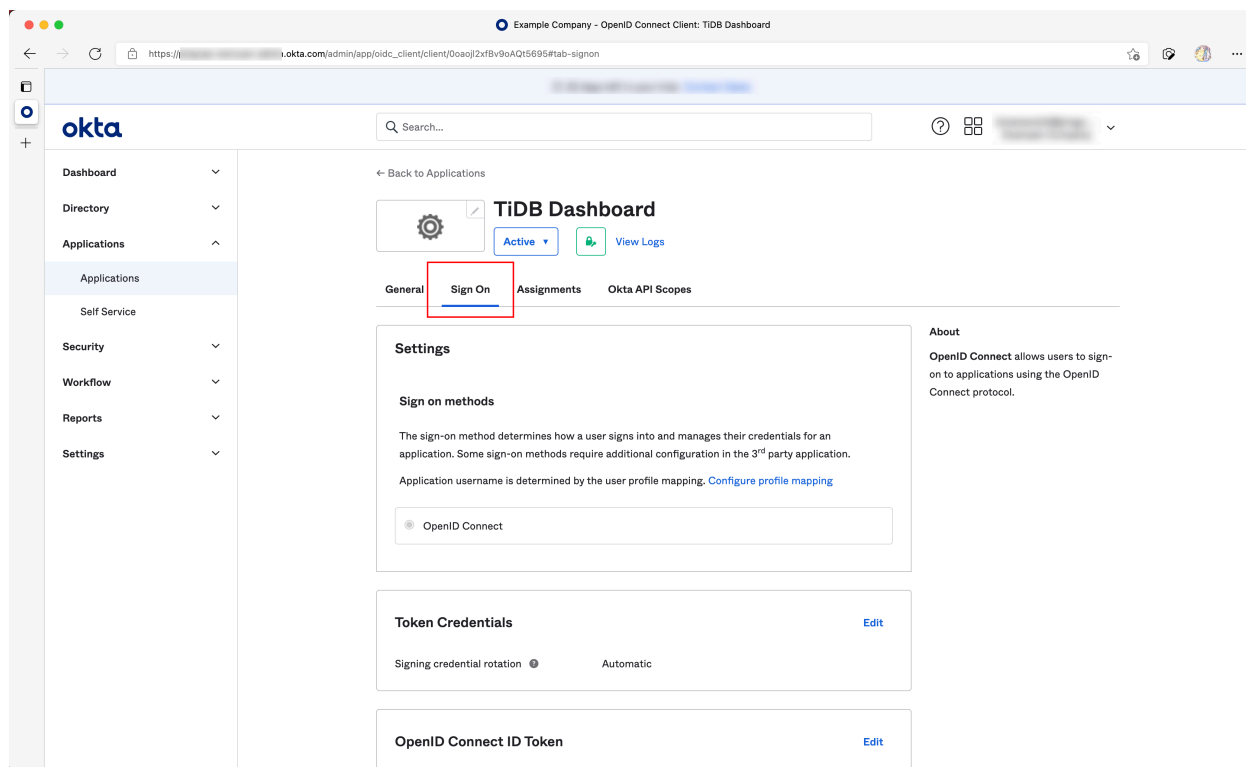 Example Company - OpenID Connect Client: TiDB Dashboard
https://
.okta.com/admin/app/oidc_client/client/0oaojl2xfBv9oAQt5695#tab-signon
okta
Search...
Dashboard
Directory
Applications
Applications
Self Service
Security
Workflow
Reports
Settings
← Back to Applications
TiDB Dashboard
Active
View Logs
General
Sign On
Assignments
Okta API Scopes
Settings
Sign on methods
The sign-on method determines how a user signs into and manages their credentials for an
application. Some sign-on methods require additional configuration in the 3rd party application.
Application username is determined by the user profile mapping. Configure profile mapping
OpenID Connect
Token Credentials
Edit
Signing credential rotation
Automatic
OpenID Connect ID Token
Edit
About
OpenID Connect allows users to sign-
on to applications using the OpenID
Connect protocol.